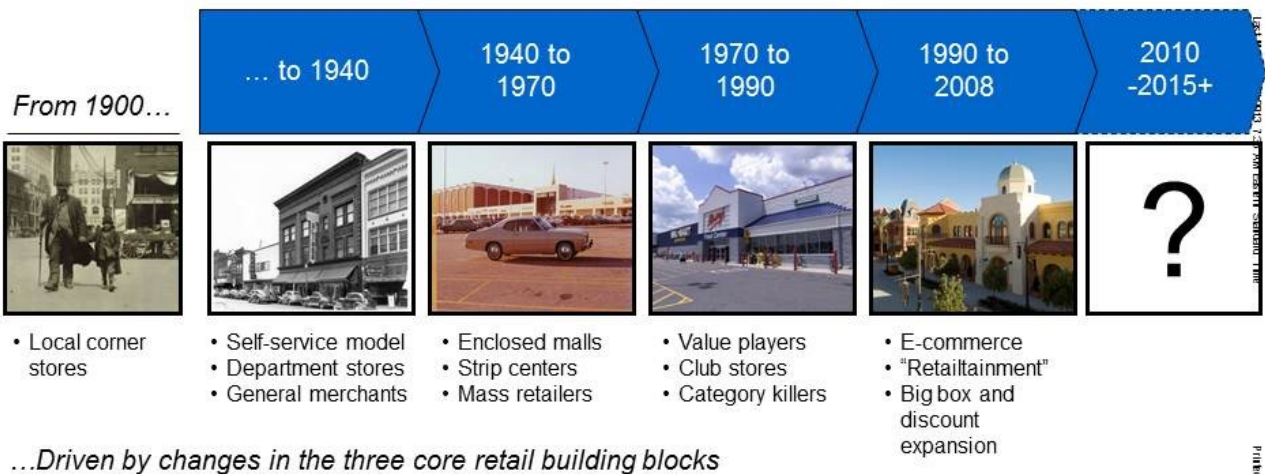 From 1900…
… to 1940
1940 to
1970
1970 to
1990
1990 to
2008
2010
-2015+
?
• Local corner
stores
• Self-service model
• Department stores
• General merchants
• Enclosed malls
• Strip centers
• Mass retailers
• Value players
• Club stores
• Category killers
• E-commerce
• “Retailtainment”
• Big box and
discount
expansion
…Driven by changes in the three core retail building blocks